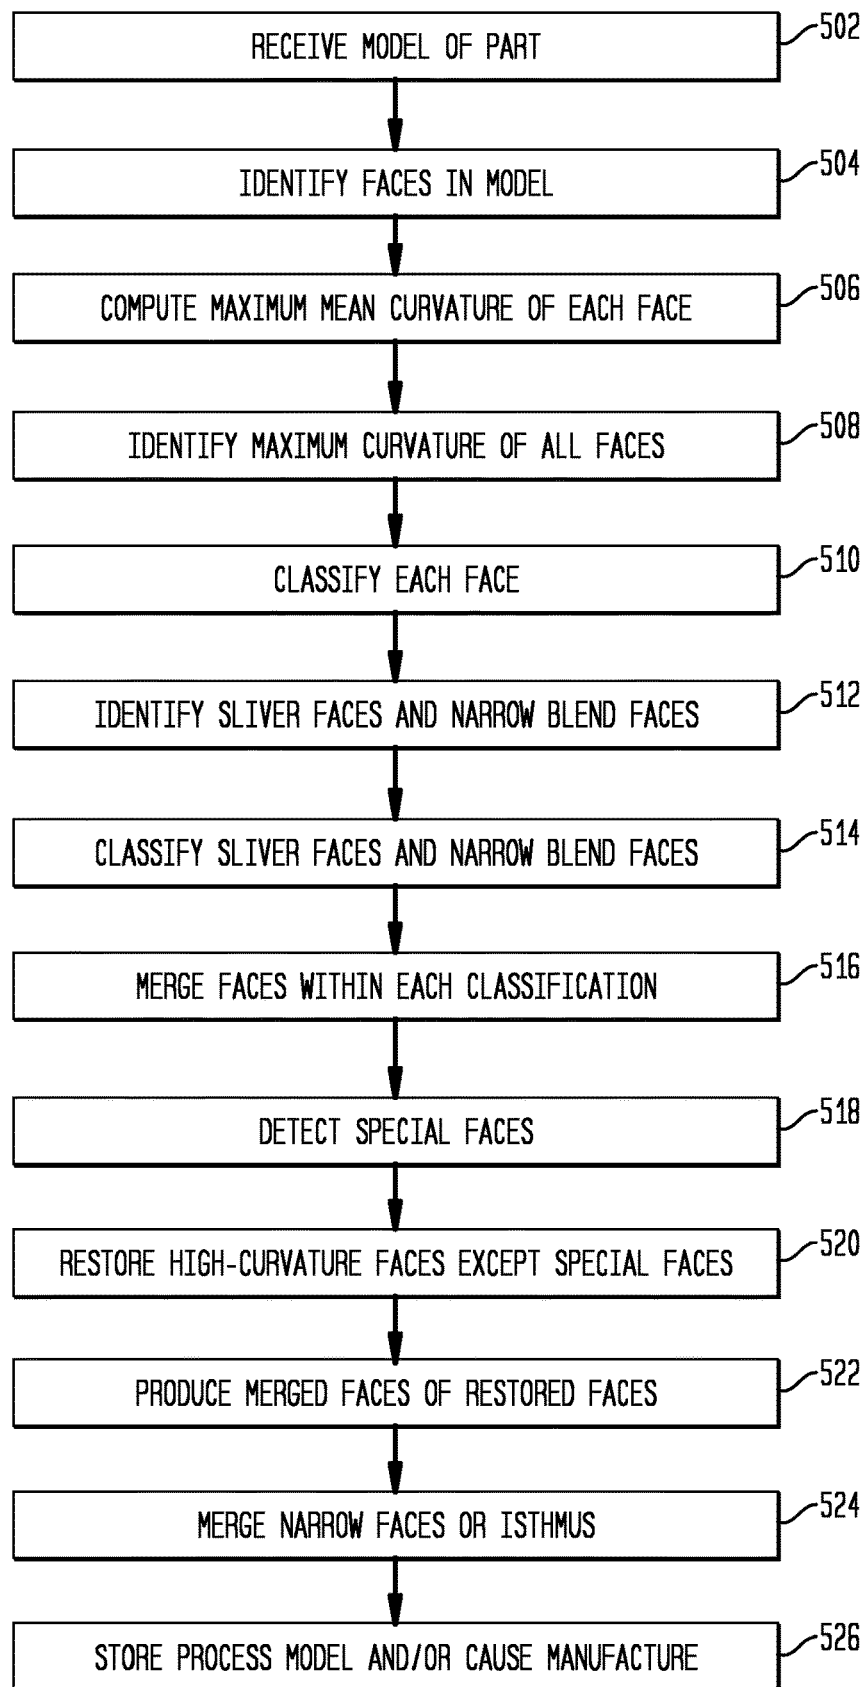 RECEIVE MODEL OF PART
502
IDENTIFY FACES IN MODEL
504
COMPUTE MAXIMUM MEAN CURVATURE OF EACH FACE
506
IDENTIFY MAXIMUM CURVATURE OF ALL FACES
508
CLASSIFY EACH FACE
510
IDENTIFY SLIVER FACES AND NARROW BLEND FACES
512
CLASSIFY SLIVER FACES AND NARROW BLEND FACES
514
MERGE FACES WITHIN EACH CLASSIFICATION
516
DETECT SPECIAL FACES
518
RESTORE HIGH-CURVATURE FACES EXCEPT SPECIAL FACES
520
PRODUCE MERGED FACES OF RESTORED FACES
522
MERGE NARROW FACES OR ISTHMUS
524
STORE PROCESS MODEL AND/OR CAUSE MANUFACTURE
526